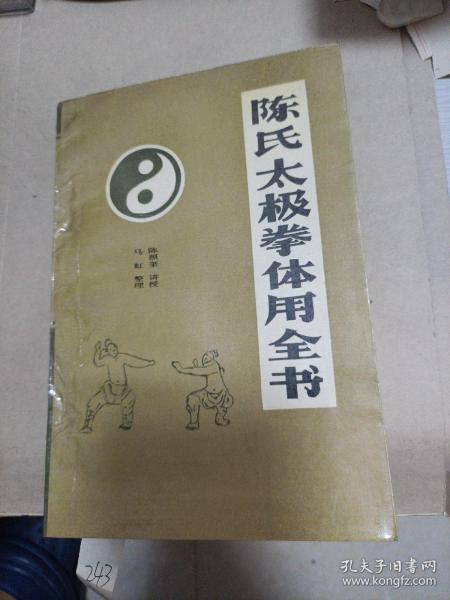 陈氏太极拳体用全书
陈照奎 讲授
马虹 整理
243
孔夫子旧书网
www.kongfz.com